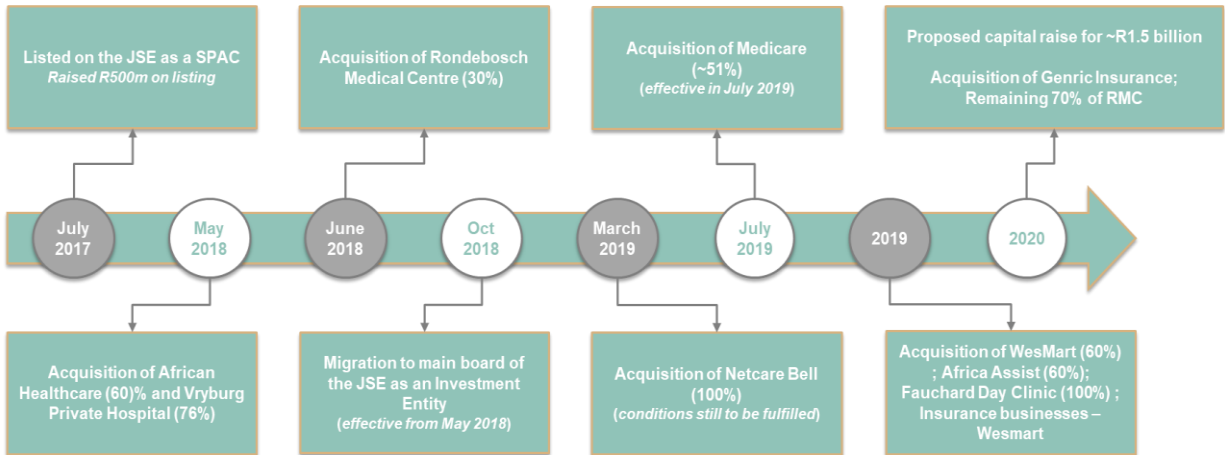 Listed on the JSE as a SPAC
Raised R500m on listing
Acquisition of Rondebosch
Medical Centre (30%)
Acquisition of Medicare
(~51%)
(effective in July 2019)
Proposed capital raise for ~R1.5 billion
Acquisition of Genric Insurance;
Remaining 70% of RMC
July
2017
May
2018
June
2018
Oct
2018
March
2019
July
2019
2019
2020
Acquisition of African
Healthcare (60)% and Vryburg
Private Hospital (76%)
Migration to main board of
the JSE as an Investment
Entity
(effective from May 2018)
Acquisition of Netcare Bell
(100%)
(conditions still to be fulfilled)
Acquisition of WesMart (60%)
; Africa Assist (60%);
Fauchard Day Clinic (100%) ;
Insurance businesses –
Wesmart